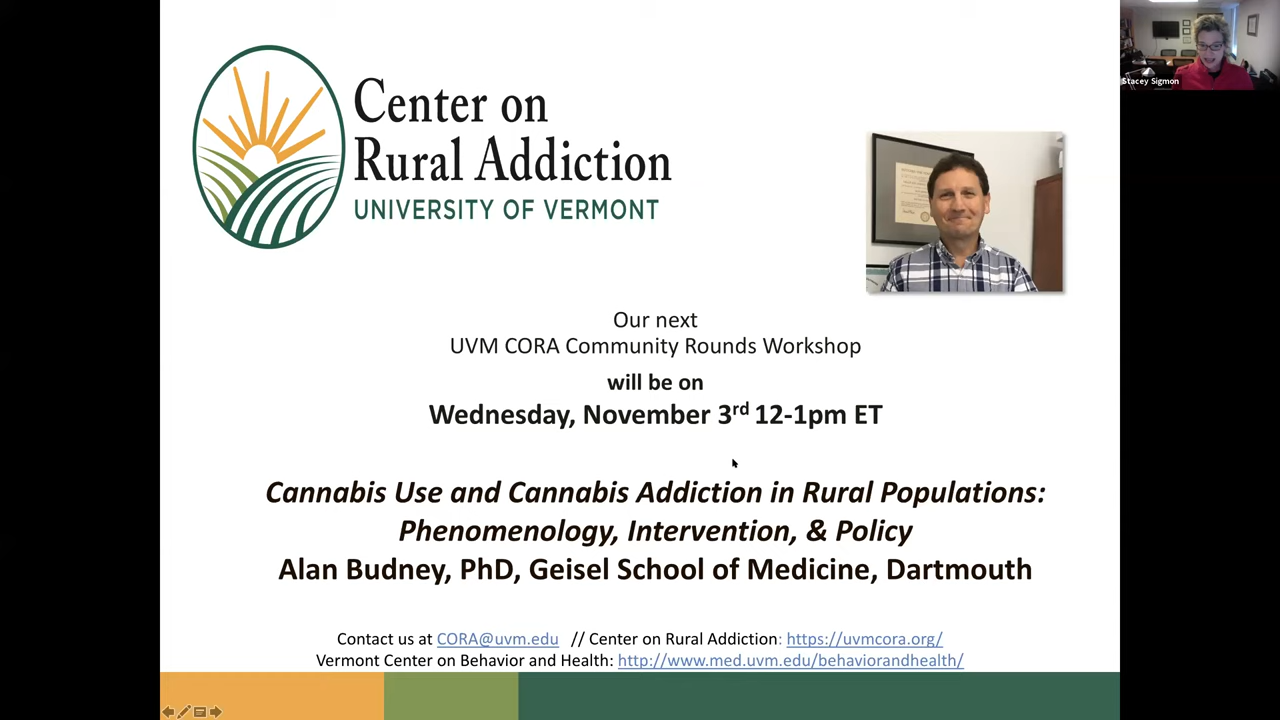 Center on
Rural Addiction
UNIVERSITY OF VERMONT
Stacey Sigmon
Our next
UVM CORA Community Rounds Workshop
will be on
Wednesday, November 3rd 12-1pm ET
Cannabis Use and Cannabis Addiction in Rural Populations:
Phenomenology, Intervention, & Policy
Alan Budney, PhD, Geisel School of Medicine, Dartmouth
Contact us at CORA@uvm.edu // Center on Rural Addiction: https://uvmcora.org/
Vermont Center on Behavior and Health: http://www.med.uvm.edu/behaviorandhealth/